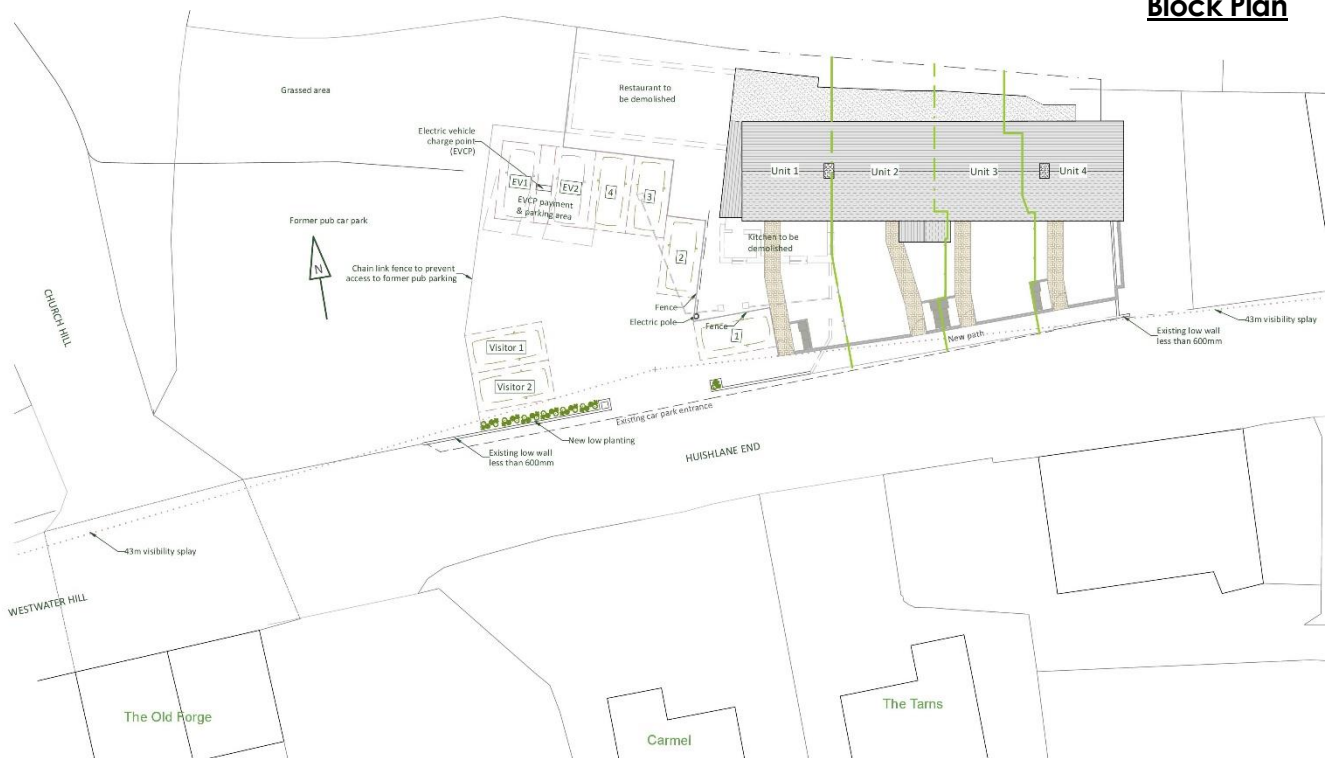 Block Plan
Grassed area
Restaurant to
be demolished
Electric vehicle
charge point
(EVCP)
EV1
EV2
4
3
EVCP payment
& parking area
Unit 1
Unit 2
Unit 3
Unit 4
Former pub car park
N
Chain link fence to prevent
access to former pub parking
2
Kitchen to be
demolished
CHURCH HILL
Fence
Electric pole
Fence
1
New path
43m visibility splay
Existing low wall
less than 600mm
Visitor 1
Visitor 2
Existing car park entrance
New low planting
Existing low wall
less than 600mm
HUISHLANE END
43m visibility splay
WESTWATER HILL
The Old Forge
Carmel
The Tarns